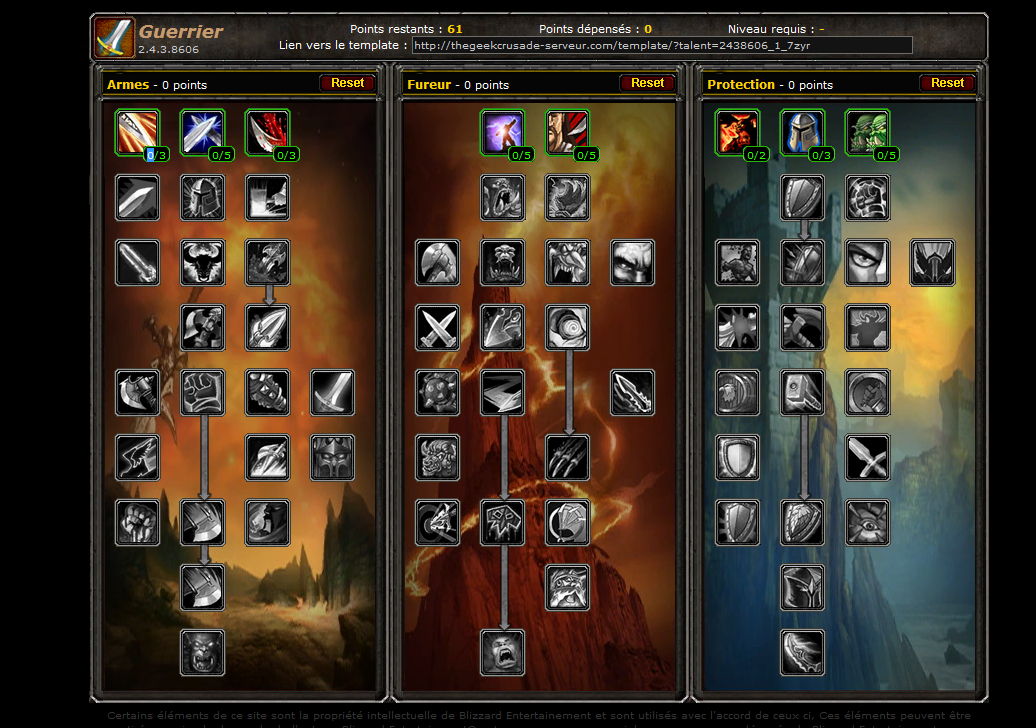 Guerrier
2.4.3.8606
Points restants : 61
Points dépensés : 0
Niveau requis : -
Lien vers le template : http://thegeekcrusade-serveur.com/template/?talent=2438606_1_7zyr
Armes - 0 points
Reset
Fureur - 0 points
Reset
Protection - 0 points
Reset
0/3
0/5
0/3
0/5
0/5
0/2
0/3
0/5
Certains éléments de ce site sont la propriété intellectuelle de Blizzard Entertainement et sont utilisés avec l'accord de ceux ci. Ces éléments peuvent être